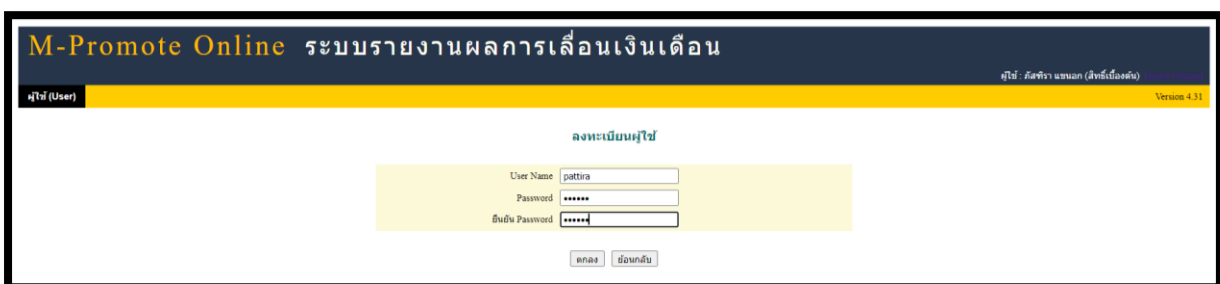 M-Promote Online ระบบรายงานผลการเลื่อนเงินเดือน
ผู้ใช้ : ภัสฑิรา แขนอก (สิทธิ์เบื้องต้น)
ผู้ใช้ (User)
Version 4.31
ลงทะเบียนผู้ใช้
User Name pattira
Password ••••••
ยืนยัน Password ••••••
ตกลง ย้อนกลับ